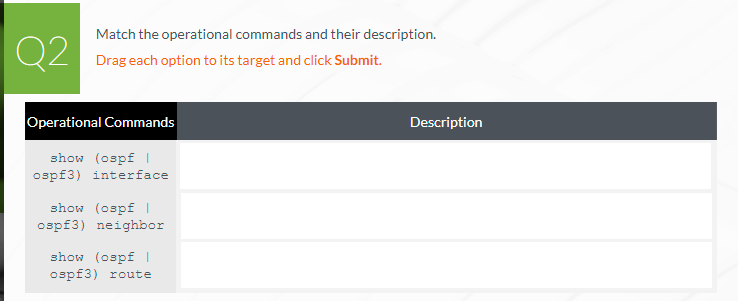 Q2
Match the operational commands and their description.
Drag each option to its target and click Submit.
Operational Commands
Description
show (ospf |
ospf3) interface
show (ospf |
ospf3) neighbor
show (ospf |
ospf3) route